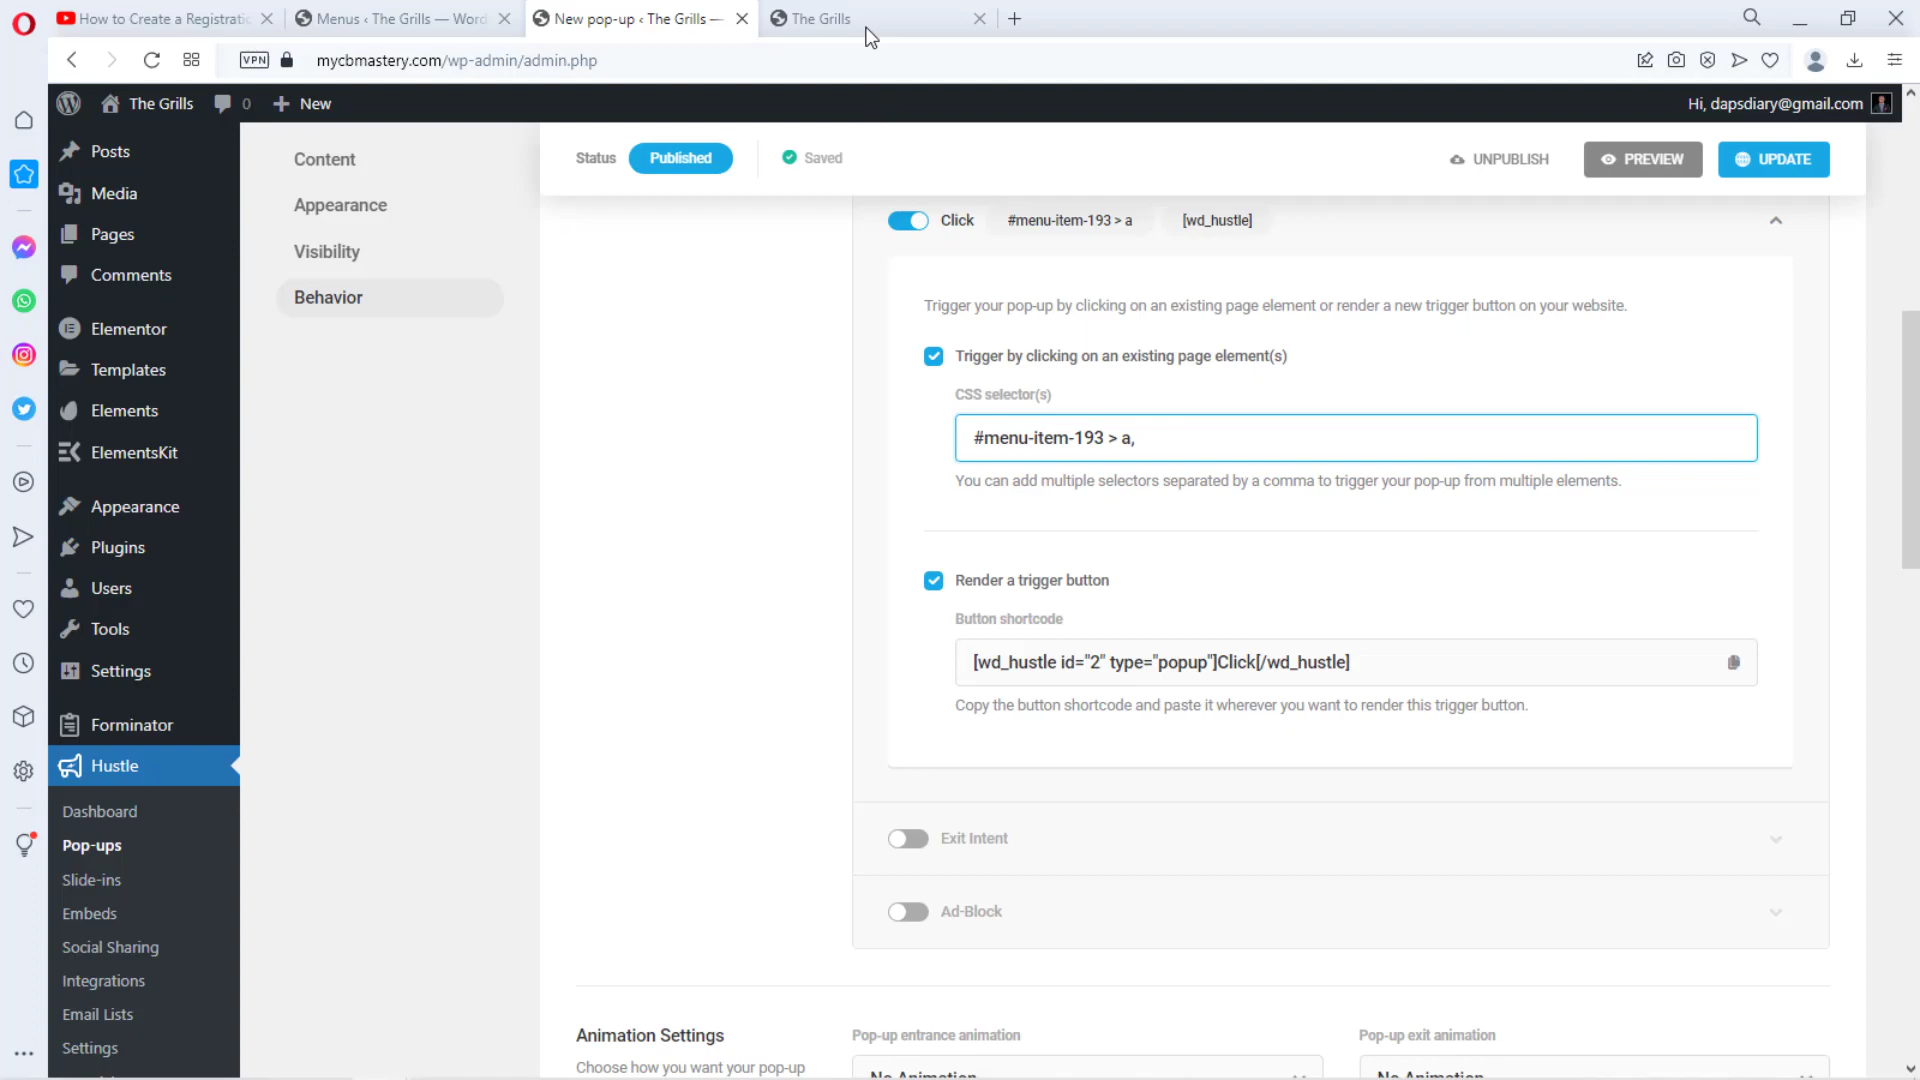 How to Create a Registratio
Menus ‹ The Grills — Word
New pop-up ‹ The Grills —
The Grills
VPN
mycbmastery.com/wp-admin/admin.php
The Grills
0
New
Hi, dapsdiary@gmail.com
Posts
Media
Pages
Comments
Elementor
Templates
Elements
ElementsKit
Appearance
Plugins
Users
Tools
Settings
Forminator
Hustle
Dashboard
Pop-ups
Slide-ins
Embeds
Social Sharing
Integrations
Email Lists
Settings
Content
Appearance
Visibility
Behavior
Status
Published
Saved
UNPUBLISH
PREVIEW
UPDATE
Click
#menu-item-193 > a
[wd_hustle]
Trigger your pop-up by clicking on an existing page element or render a new trigger button on your website.
Trigger by clicking on an existing page element(s)
CSS selector(s)
#menu-item-193 > a,
You can add multiple selectors separated by a comma to trigger your pop-up from multiple elements.
Render a trigger button
Button shortcode
[wd_hustle id="2" type="popup"]Click[/wd_hustle]
Copy the button shortcode and paste it wherever you want to render this trigger button.
Exit Intent
Ad-Block
Animation Settings
Choose how you want your pop-up
Pop-up entrance animation
No Animation
Pop-up exit animation
No Animation